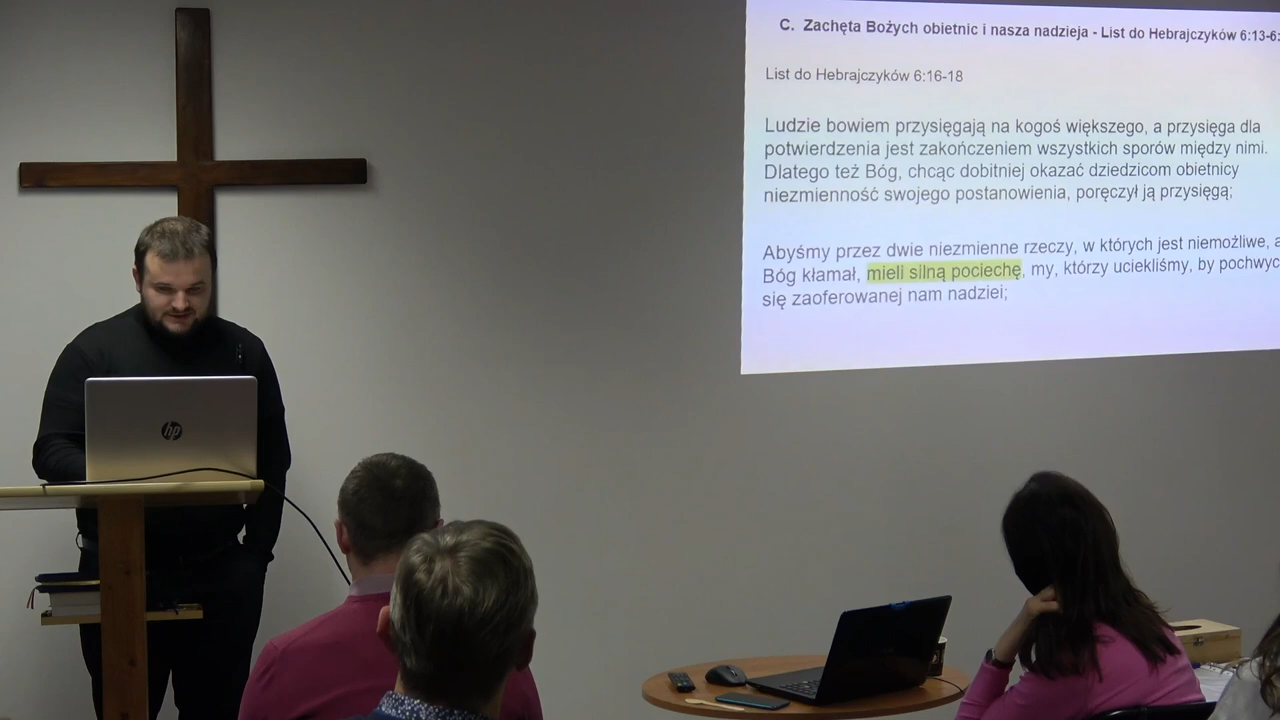 C. Zachęta Bożych obietnic i nasza nadzieja - List do Hebrajczyków 6:13-6:
List do Hebrajczyków 6:16-18
Ludzie bowiem przysięgają na kogoś większego, a przysięga dla
potwierdzenia jest zakończeniem wszystkich sporów między nimi.
Dlatego też Bóg, chcąc dobitniej okazać dziedzicom obietnicy
niezmienność swojego postanowienia, poręczył ją przysięgą;
Abyśmy przez dwie niezmienne rzeczy, w których jest niemożliwe, a
Bóg kłamał, mieli silną pociechę, my, którzy uciekliśmy, by pochwyc
się zaoferowanej nam nadziei;
hp